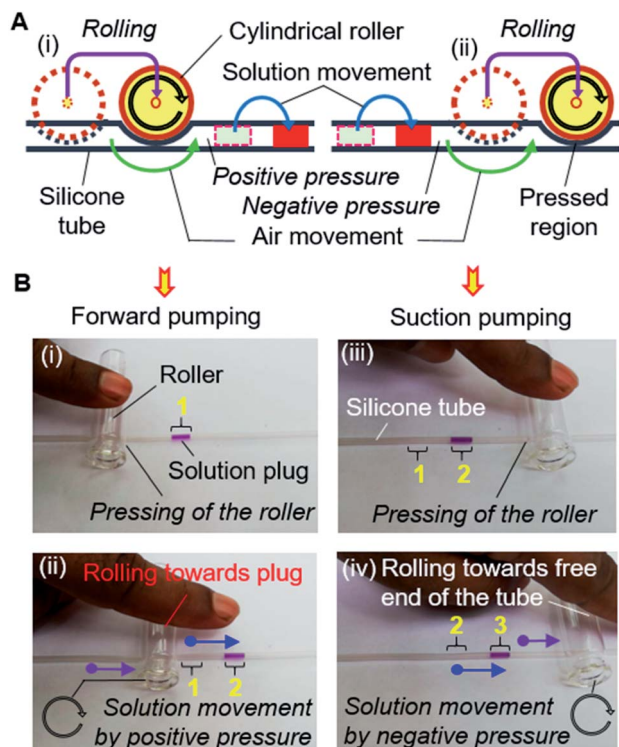 A
(i)
Rolling
Cylindrical roller
(ii)
Rolling
Solution movement
Silicone
tube
Positive pressure
Negative pressure
Air movement
Pressed
region
B
Forward pumping
Suction pumping
(i)
Roller
1
Solution plug
Pressing of the roller
(iii)
Silicone tube
1
2
Pressing of the roller
(ii)
Rolling towards plug
1
2
Solution movement
by positive pressure
(iv) Rolling towards free
end of the tube
2
3
Solution movement
by negative pressure